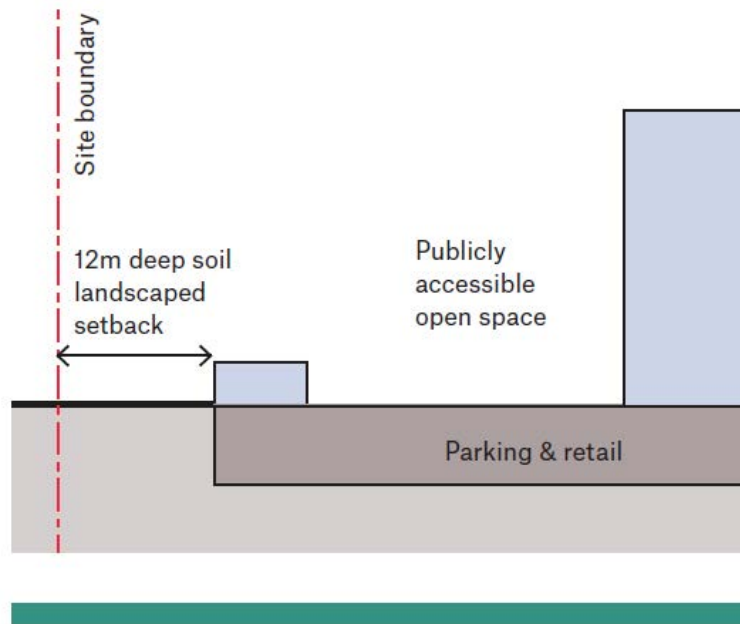 Site boundary
12m deep soil
landscaped
setback
Publicly
accessible
open space
Parking & retail